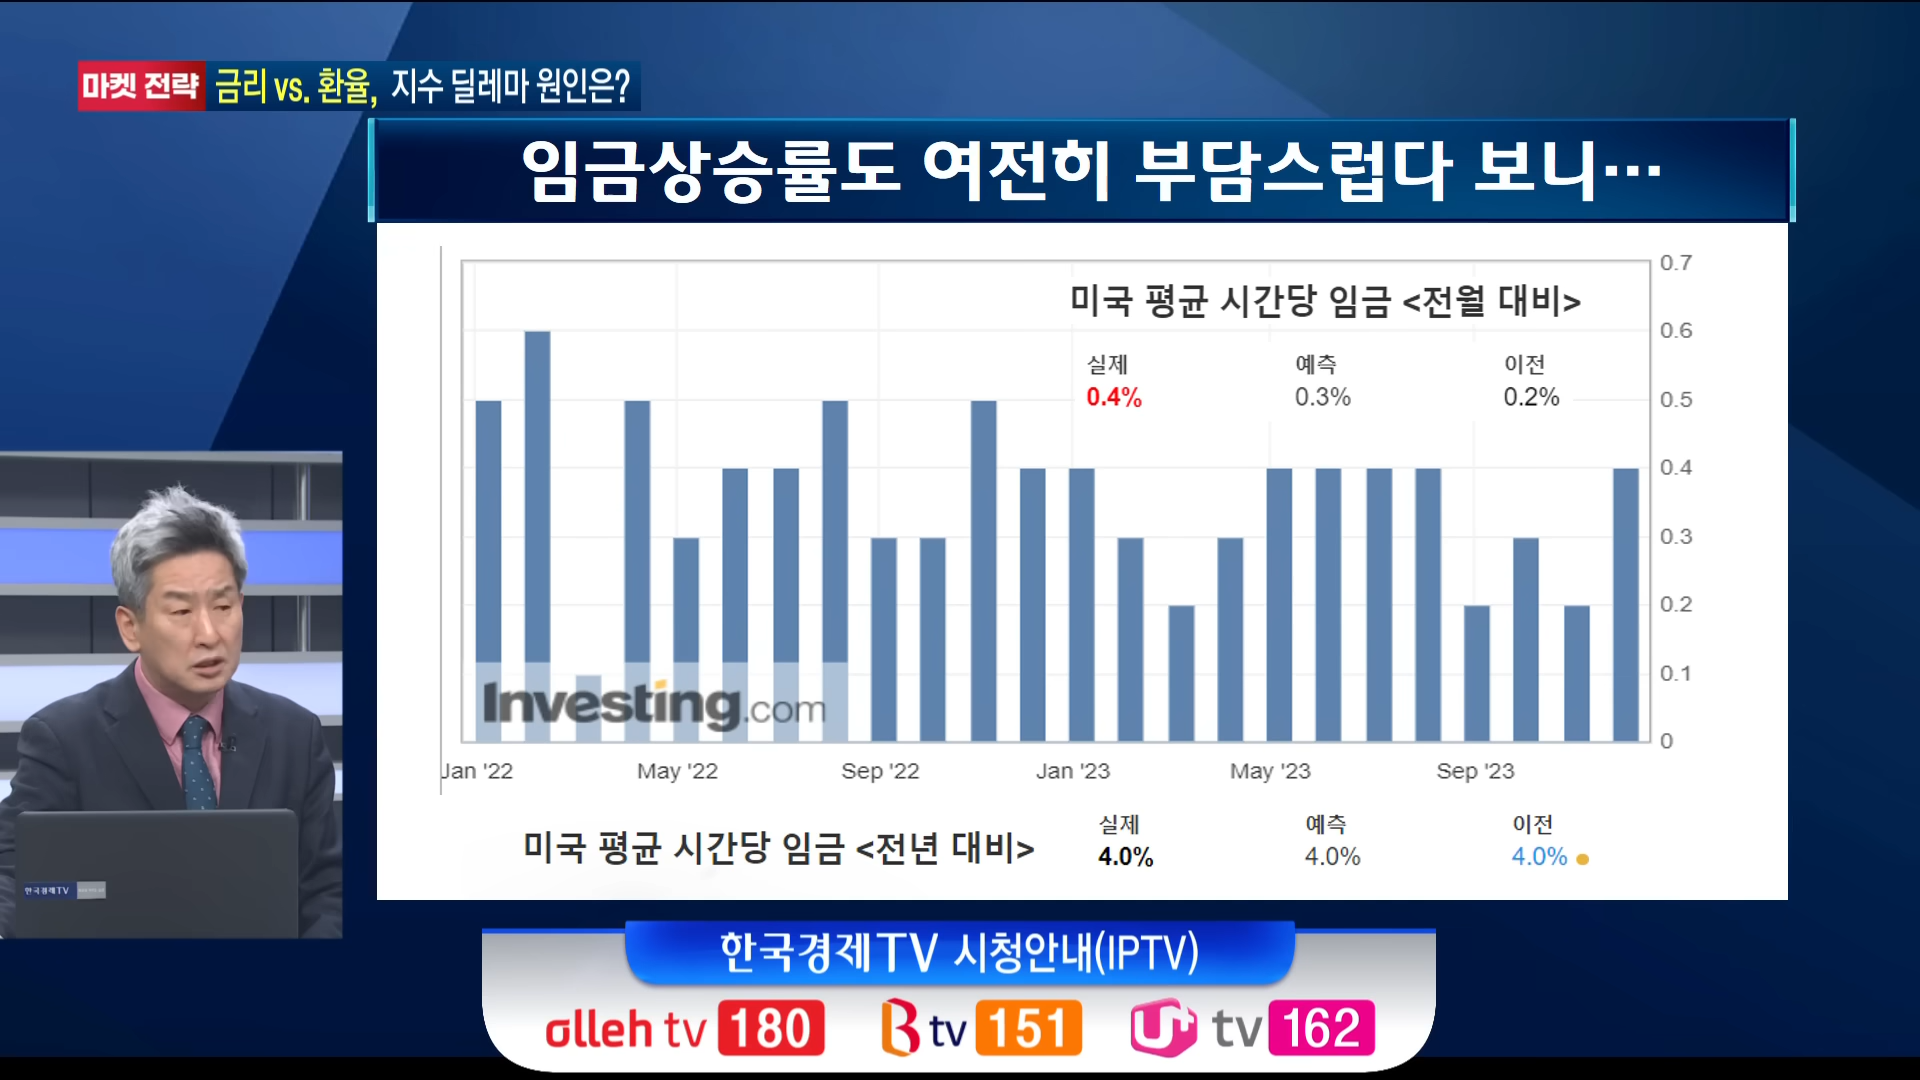 마켓 전략 금리 vs. 환율, 지수 딜레마 원인은?
임금상승률도 여전히 부담스럽다 보니…
미국 평균 시간당 임금 <전월 대비>
실제 예측 이전
0.4% 0.3% 0.2%
0.7
0.6
0.5
0.4
0.3
0.2
0.1
0
Investing.com
Jan '22 May '22 Sep '22 Jan '23 May '23 Sep '23
미국 평균 시간당 임금 <전년 대비>
실제 예측 이전
4.0% 4.0% 4.0%
한국경제TV
한국경제TV 시청안내(IPTV)
olleh tv 180 B tv 151 U+ tv 162